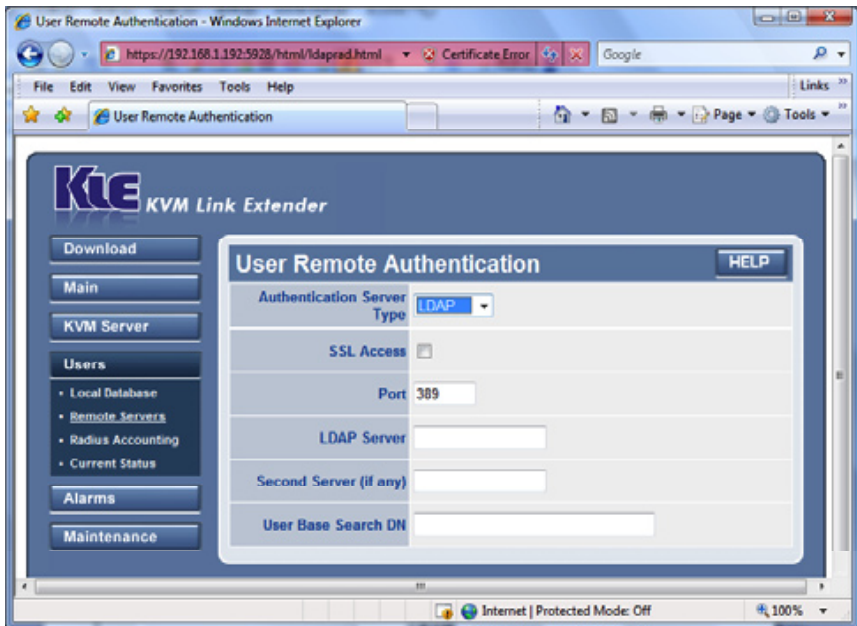 User Remote Authentication - Windows Internet Explorer
https://192.168.1.192:5928/html/ldaprad.html
Certificate Error
Google
File Edit View Favorites Tools Help
Links
User Remote Authentication
Page Tools
KLE KVM Link Extender
Download
Main
KVM Server
Users
Local Database
Remote Servers
Radius Accounting
Current Status
Alarms
Maintenance
User Remote Authentication
HELP
Authentication Server Type
LDAP
SSL Access
Port 389
LDAP Server
Second Server (if any)
User Base Search DN
Internet | Protected Mode: Off
100%